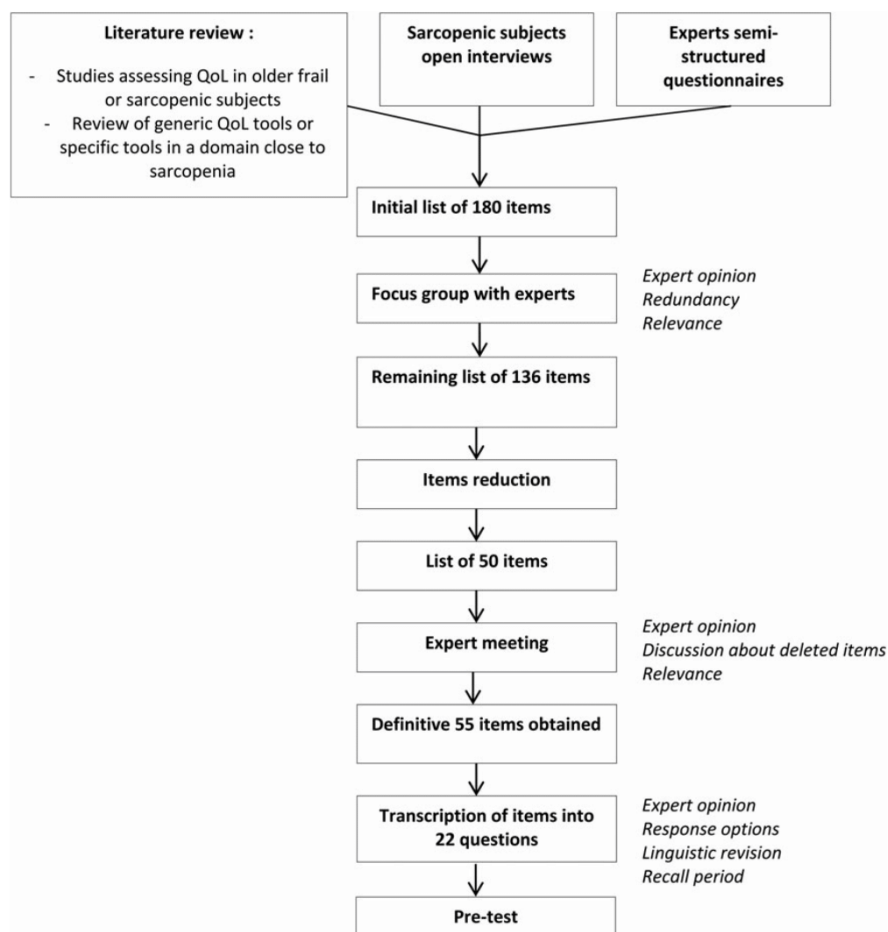 Literature review :
- Studies assessing QoL in older frail
or sarcopenic subjects
- Review of generic QoL tools or
specific tools in a domain close to
sarcopenia
Sarcopenic subjects
open interviews
Experts semi-
structured
questionnaires
Initial list of 180 items
Focus group with experts
Expert opinion
Redundancy
Relevance
Remaining list of 136 items
Items reduction
List of 50 items
Expert meeting
Expert opinion
Discussion about deleted items
Relevance
Definitive 55 items obtained
Transcription of items into
22 questions
Expert opinion
Response options
Linguistic revision
Recall period
Pre-test